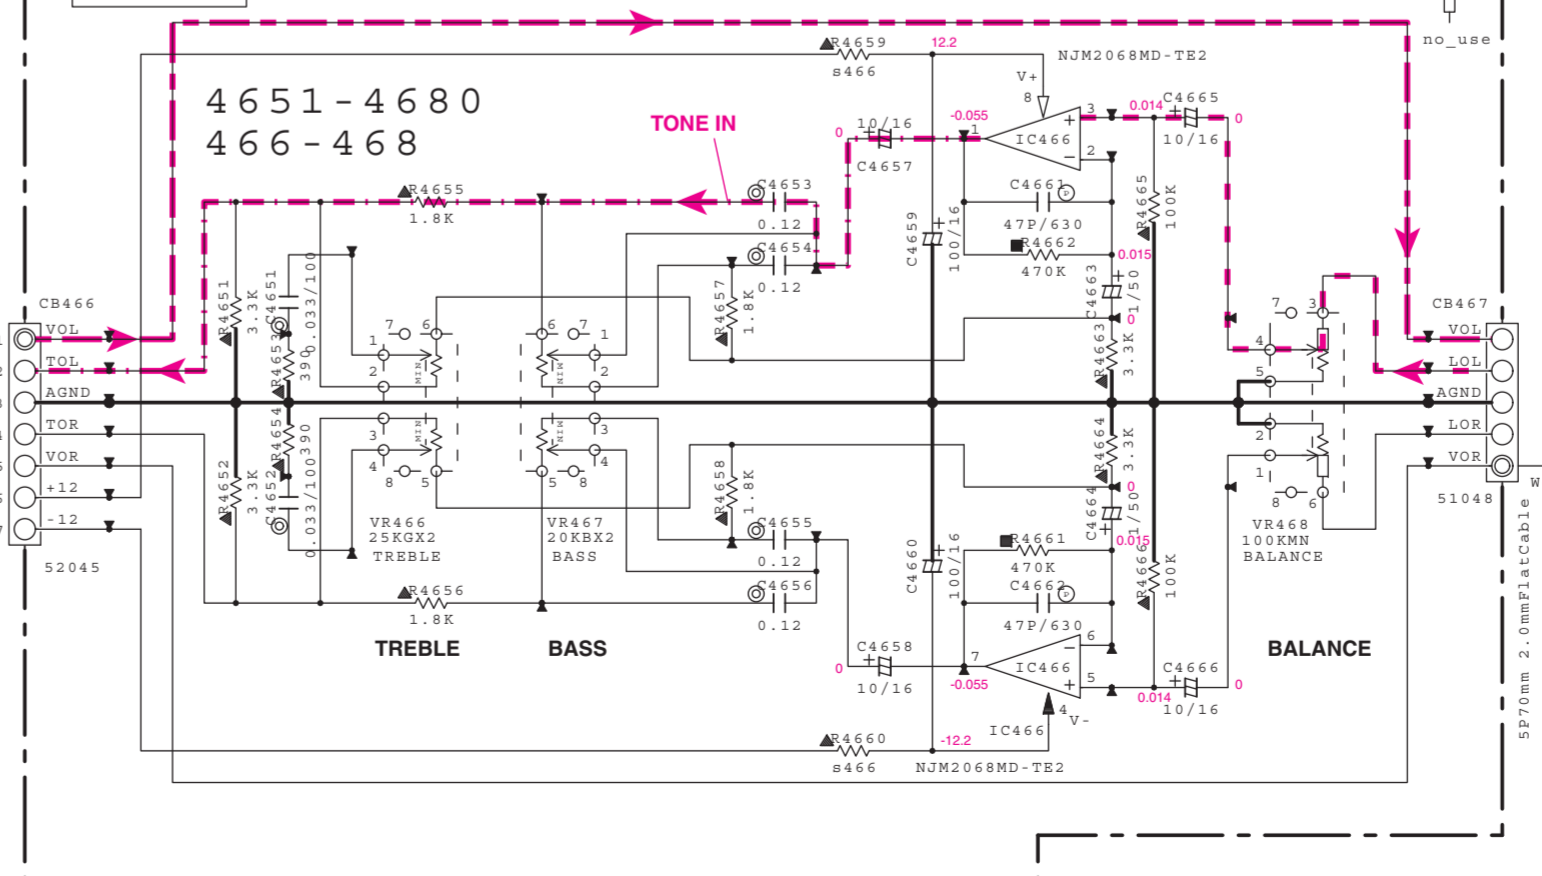 no_use
R4659
s466
12.2
NJM2068MD-TE2
V+
8
4651-4680
466-468
TONE IN
0
10/16
C4657
-0.055
1
IC466
+
3
-
2
0.014
C4665
+
10/16
0
R4655
1.8K
C4653
0.12
C4654
0.12
C4659
100/16
+
C4661
P
47P/630
R4662
470K
R4665
100K
0.015
C4663
1/50
+
0
R4663
3.3K
R4651
3.3K
C4651
0.033/100
R4653
390
R4657
1.8K
CB466
VOL
TOL
AGND
TOR
VOR
+12
-12
52045
1
7
6
2
MIN
6
7
1
2
MIN
3
4
8
5
MIN
3
4
5
8
MIN
7
3
4
5
2
1
8
6
CB467
VOL
LOL
AGND
LOR
VOR
51048
W
R4652
3.3K
C4652
0.033/100
R4654
390
VR466
25KGX2
TREBLE
VR467
20KBX2
BASS
R4658
1.8K
C4655
0.12
C4656
0.12
R4656
1.8K
R4664
3.3K
0
C4664
1/50
+
0.015
R4661
470K
C4662
P
47P/630
R4666
100K
C4660
100/16
+
VR468
100KMN
BALANCE
TREBLE
BASS
BALANCE
0
C4658
+
10/16
-0.055
7
IC466
-
6
+
5
0.014
C4666
+
10/16
0
4
V-
IC466
R4660
s466
-12.2
NJM2068MD-TE2
5P70mm 2.0mmFlatCable